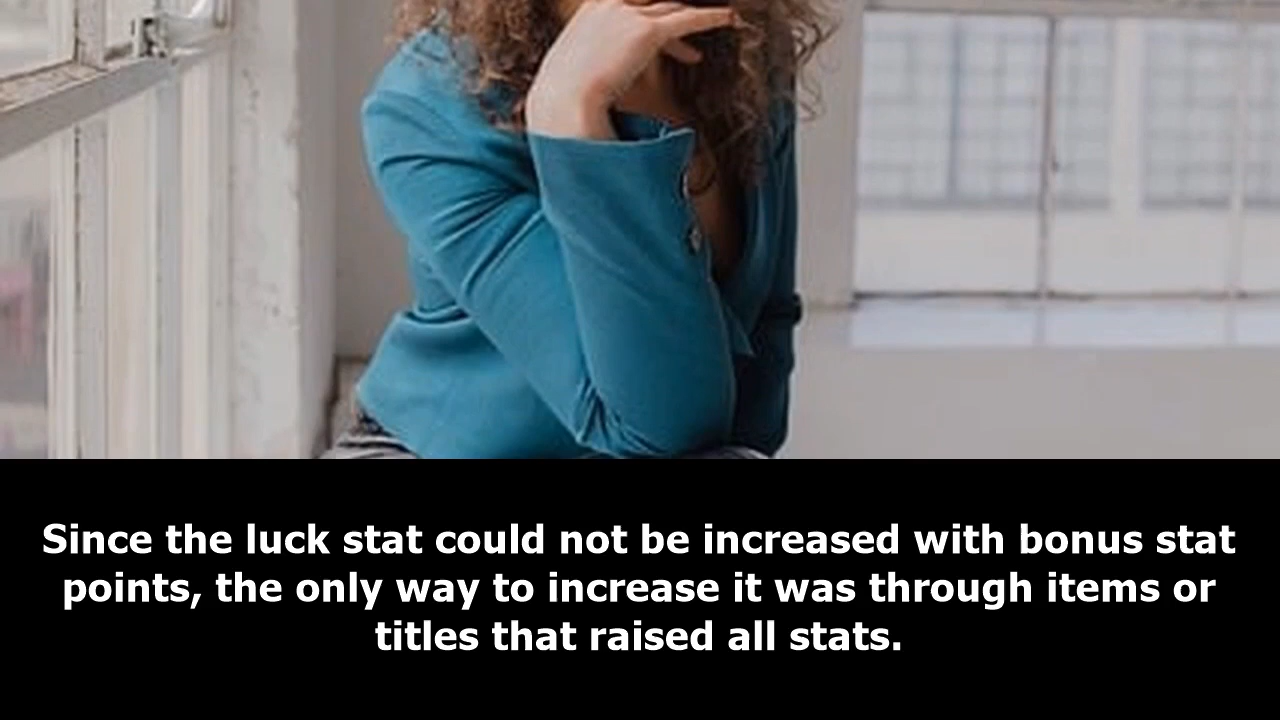 Since the luck stat could not be increased with bonus stat
points, the only way to increase it was through items or
titles that raised all stats.